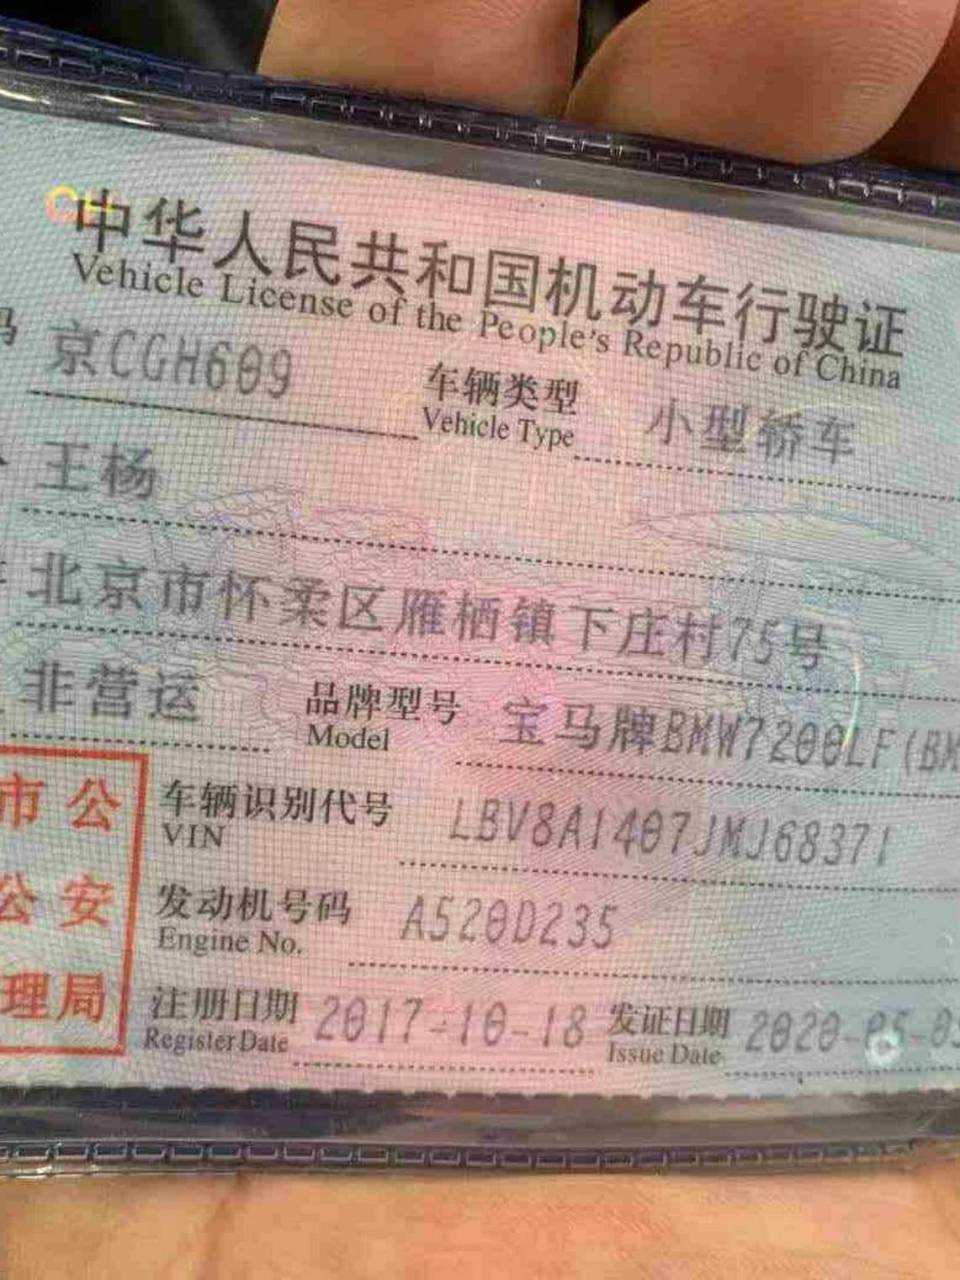 中华人民共和国机动车行驶证
Vehicle License of the People's Republic of China
码 京CGH609 车辆类型 小型轿车
Vehicle Type
王杨
北京市怀柔区雁栖镇下庄村75号
非营运 品牌型号 宝马牌BMW7200LF(BM
Model
市公 车辆识别代号 LBV8A1407JMJ68371
VIN
公安 发动机号码 A520D235
Engine No.
理局 注册日期 2017-10-18 发证日期 2020-05-0
Register Date Issue Date